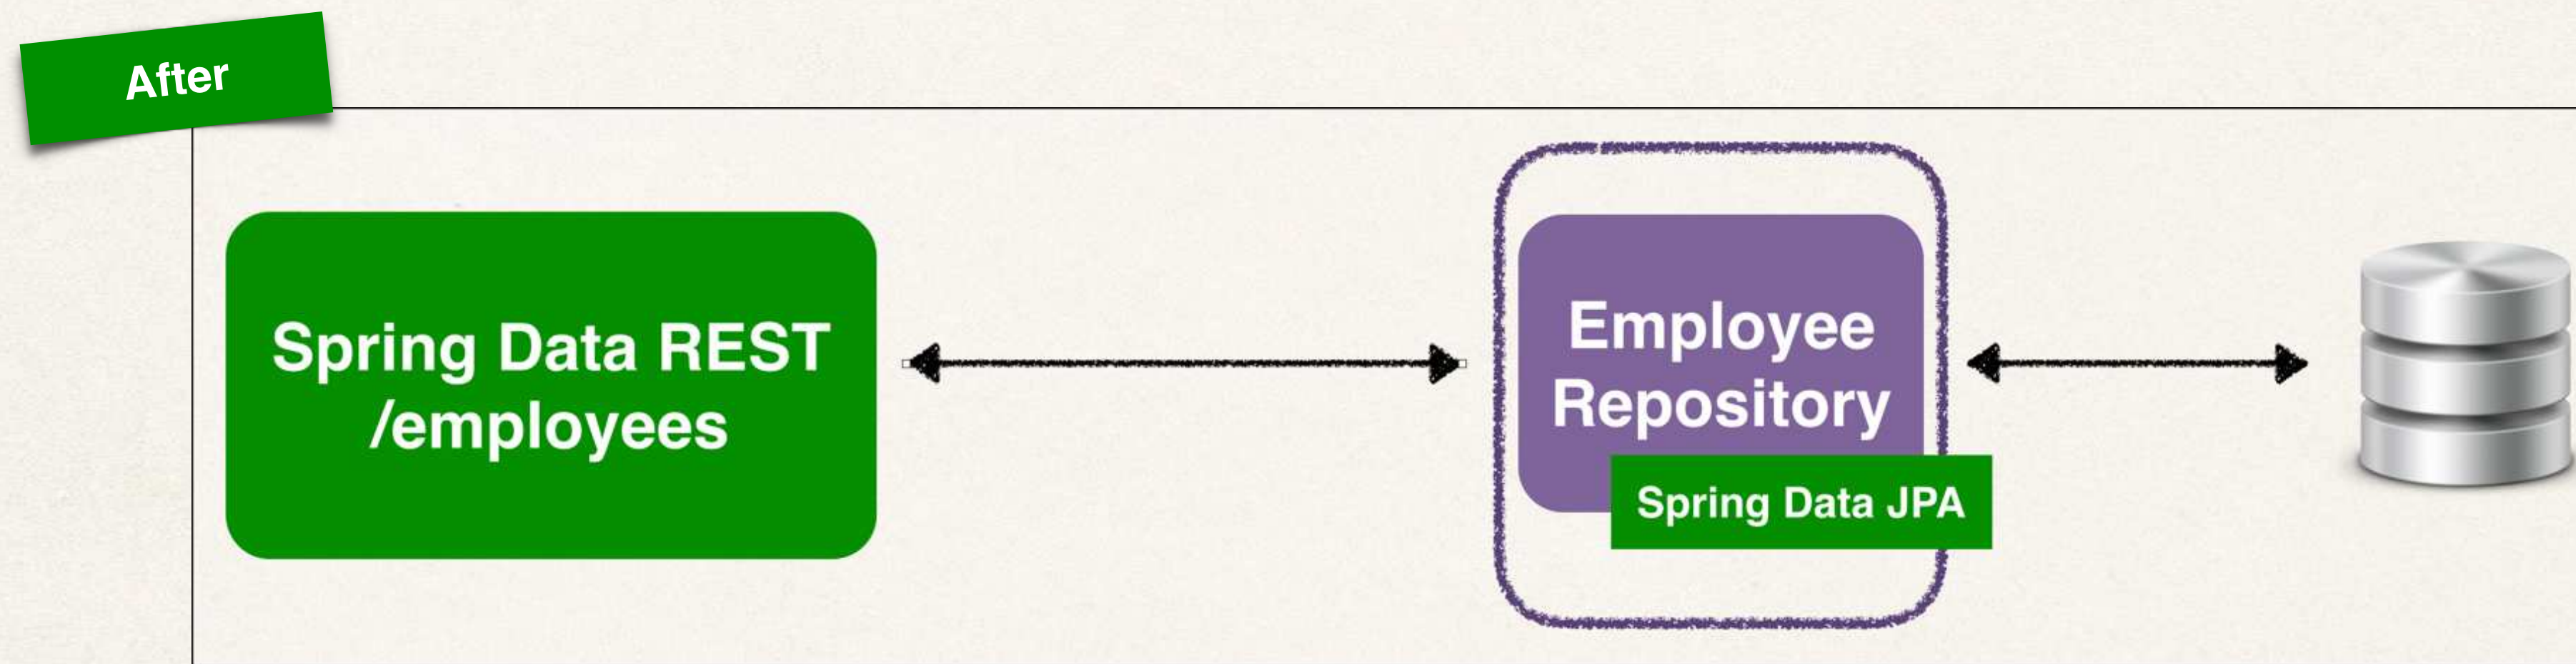 After
Spring Data REST
/employees
Employee
Repository
Spring Data JPA